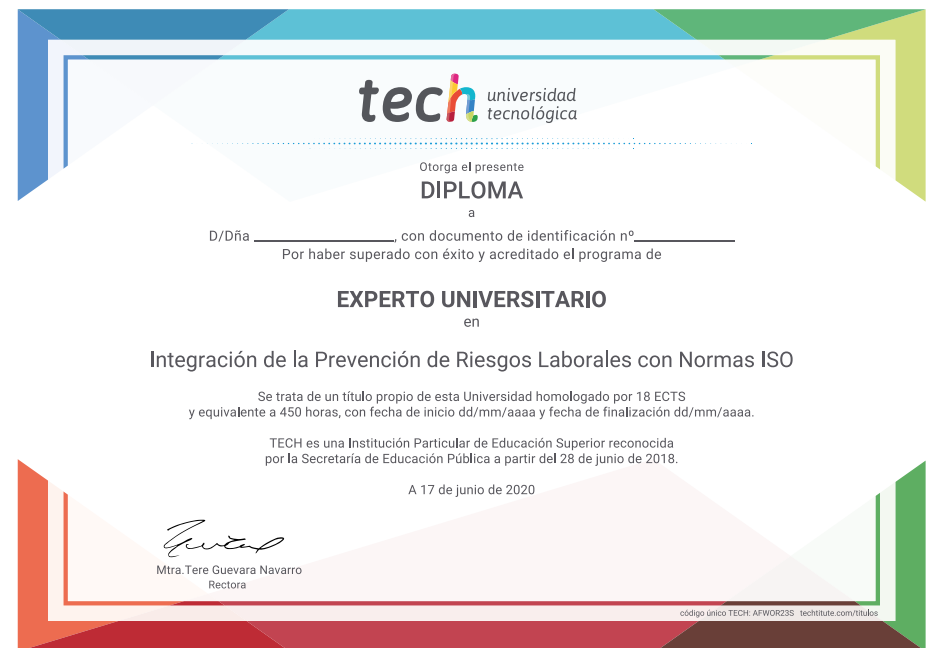 tech universidad
tecnológica
Otorga el presente
DIPLOMA
a
D/Dña ____________, con documento de identificación nº_________
Por haber superado con éxito y acreditado el programa de
EXPERTO UNIVERSITARIO
en
Integración de la Prevención de Riesgos Laborales con Normas ISO
Se trata de un título propio de esta Universidad homologado por 18 ECTS
y equivalente a 450 horas, con fecha de inicio dd/mm/aaaa y fecha de finalización dd/mm/aaaa.
TECH es una Institución Particular de Educación Superior reconocida
por la Secretaría de Educación Pública a partir del 28 de junio de 2018.
A 17 de junio de 2020
Mtra.Tere Guevara Navarro
Rectora
código único TECH: AFWOR23S techtitute.com/titulos